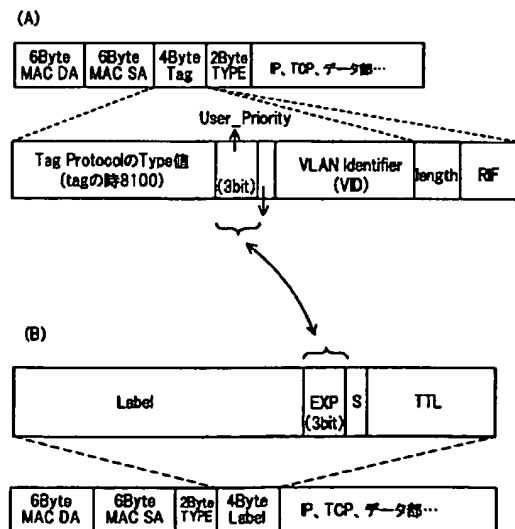 (A)
6Byte MAC DA
6Byte MAC SA
4Byte Tag
2Byte TYPE
IP、TCP、データ部…
User_Priority
Tag ProtocolのType値
(tagの時8100)
(3bit)
VLAN Identifier
(VID)
length
RIF
(B)
Label
EXP
(3bit)
S
TTL
6Byte MAC DA
6Byte MAC SA
2Byte TYPE
4Byte Label
IP、TCP、データ部…